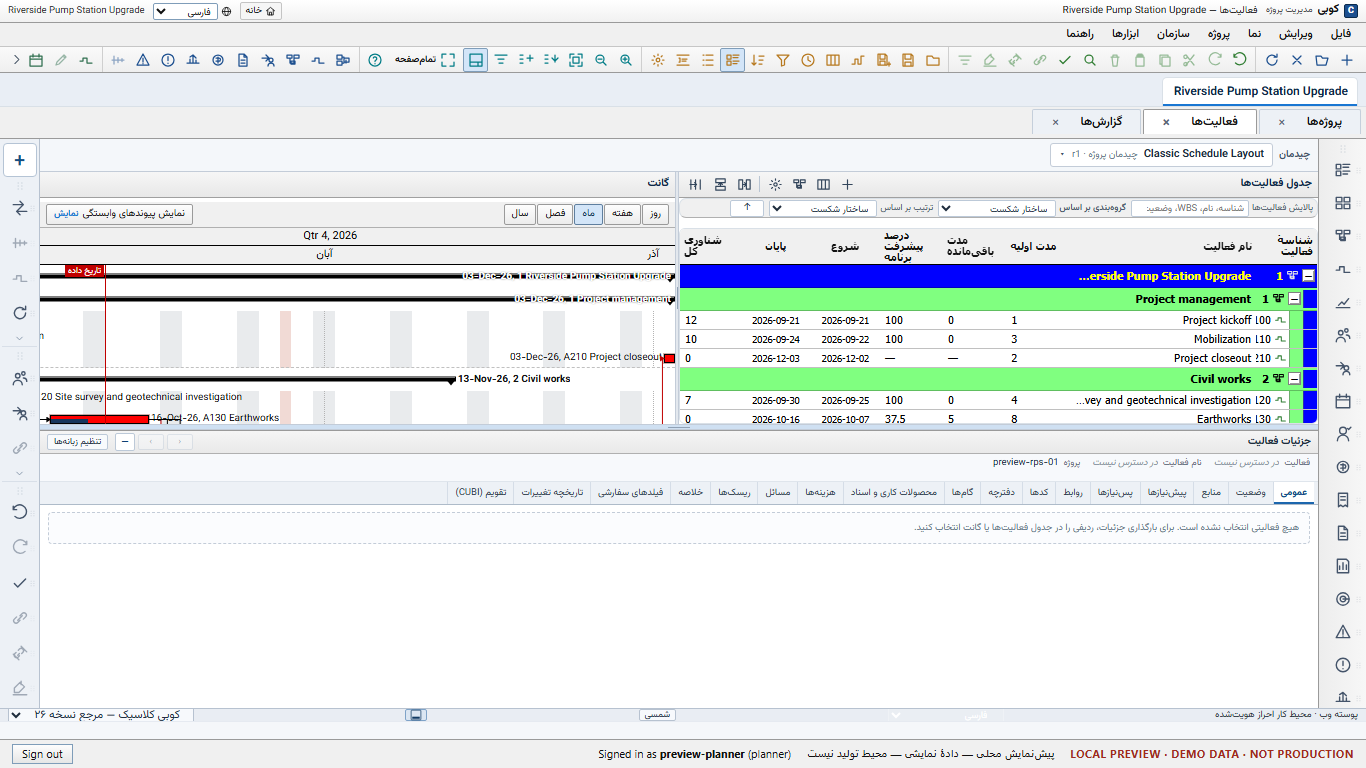 کوبی مدیریت پروژه فعالیت‌ها — Riverside Pump Station Upgrade
خانه
فارسی
Riverside Pump Station Upgrade
فایل ویرایش نما پروژه سازمان ابزارها راهنما
تمام‌صفحه
Riverside Pump Station Upgrade
پروژه‌ها ×
فعالیت‌ها ×
گزارش‌ها ×
چیدمان Classic Schedule Layout چیدمان پروژه · r1
جدول فعالیت‌ها
پالایش فعالیت‌ها شناسه، نام، WBS، وضعیت گروه‌بندی بر اساس ساختار شکست ترتیب بر اساس ساختار شکست ↑
شناسه فعالیت نام فعالیت مدت اولیه مدت باقی‌مانده درصد پیشرفت برنامه شروع پایان شناوری کل
1 ...erside Pump Station Upgrade
1 Project management
100 Project kickoff 1 0 100 2026-09-21 2026-09-21 12
110 Mobilization 3 0 100 2026-09-22 2026-09-24 10
210 Project closeout 2 — — 2026-12-02 2026-12-03 0
2 Civil works
120 ...vey and geotechnical investigation 4 0 100 2026-09-25 2026-09-30 7
130 Earthworks 8 5 37.5 2026-10-07 2026-10-16 0
گانت
روز هفته ماه فصل سال
نمایش پیوندهای وابستگی نمایش
Qtr 4, 2026
آذر آبان
تاریخ داده
03-Dec-26, 1 Riverside Pump Station Upgrade
03-Dec-26, 1 Project management
03-Dec-26, A210 Project closeout
13-Nov-26, 2 Civil works
20 Site survey and geotechnical investigation
16-Oct-26, A130 Earthworks
جزئیات فعالیت
تنظیم زبانه‌ها
فعالیت در دسترس نیست نام فعالیت در دسترس نیست پروژه preview-rps-01
عمومی وضعیت منابع پیش‌نیازها پس‌نیازها روابط کدها دفترچه گام‌ها محصولات کاری و اسناد هزینه‌ها مسائل ریسک‌ها خلاصه فیلدهای سفارشی تاریخچه تغییرات تقویم (CUBI)
هیچ فعالیتی انتخاب نشده است. برای بارگذاری جزئیات، ردیفی را در جدول فعالیت‌ها یا گانت انتخاب کنید.
پوسته وب · محیط کار احراز هویت‌شده
فارسی
شمسی
کوبی کلاسیک — مرجع نسخه ۲۶
LOCAL PREVIEW · DEMO DATA · NOT PRODUCTION
پیش‌نمایش محلی — دادهٔ نمایشی — محیط تولید نیست
Signed in as preview-planner (planner)
Sign out